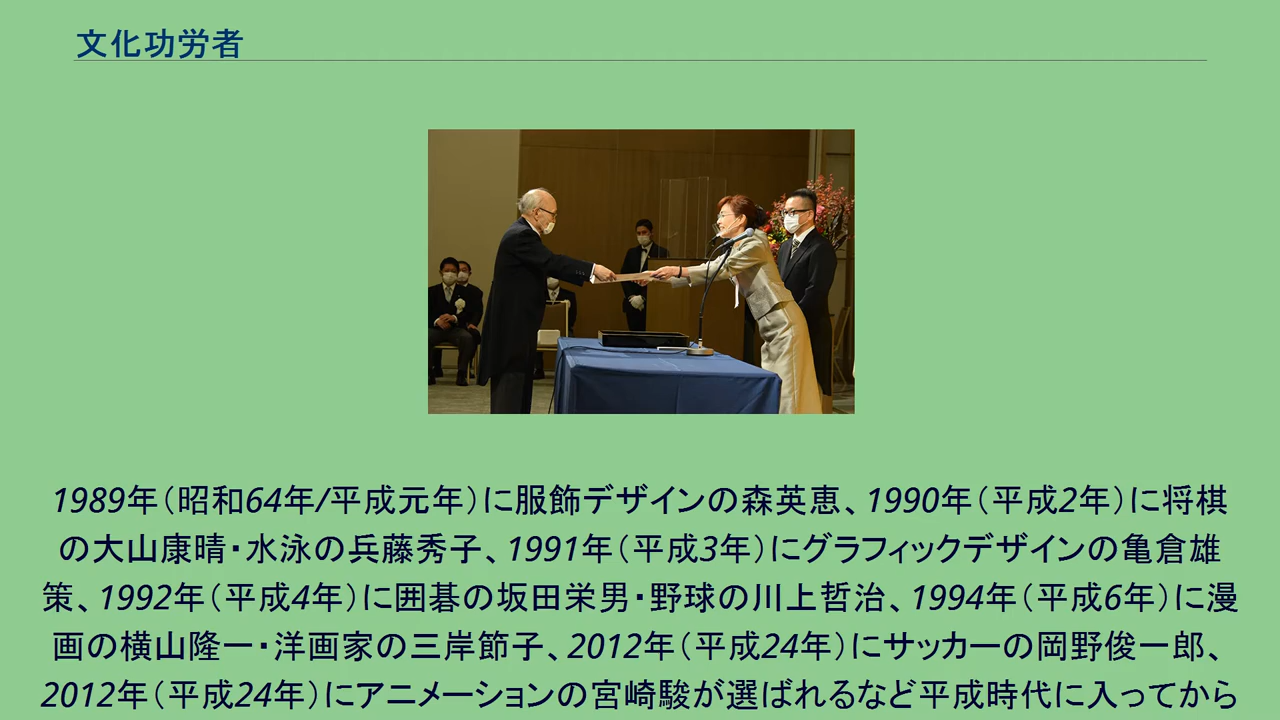 文化功労者
1989年（昭和64年/平成元年）に服飾デザインの森英恵、1990年（平成2年）に将棋
の大山康晴・水泳の兵藤秀子、1991年（平成3年）にグラフィックデザインの亀倉雄
策、1992年（平成4年）に囲碁の坂田栄男・野球の川上哲治、1994年（平成6年）に漫
画の横山隆一・洋画家の三岸節子、2012年（平成24年）にサッカーの岡野俊一郎、
2012年（平成24年）にアニメーションの宮崎駿が選ばれるなど平成時代に入ってから